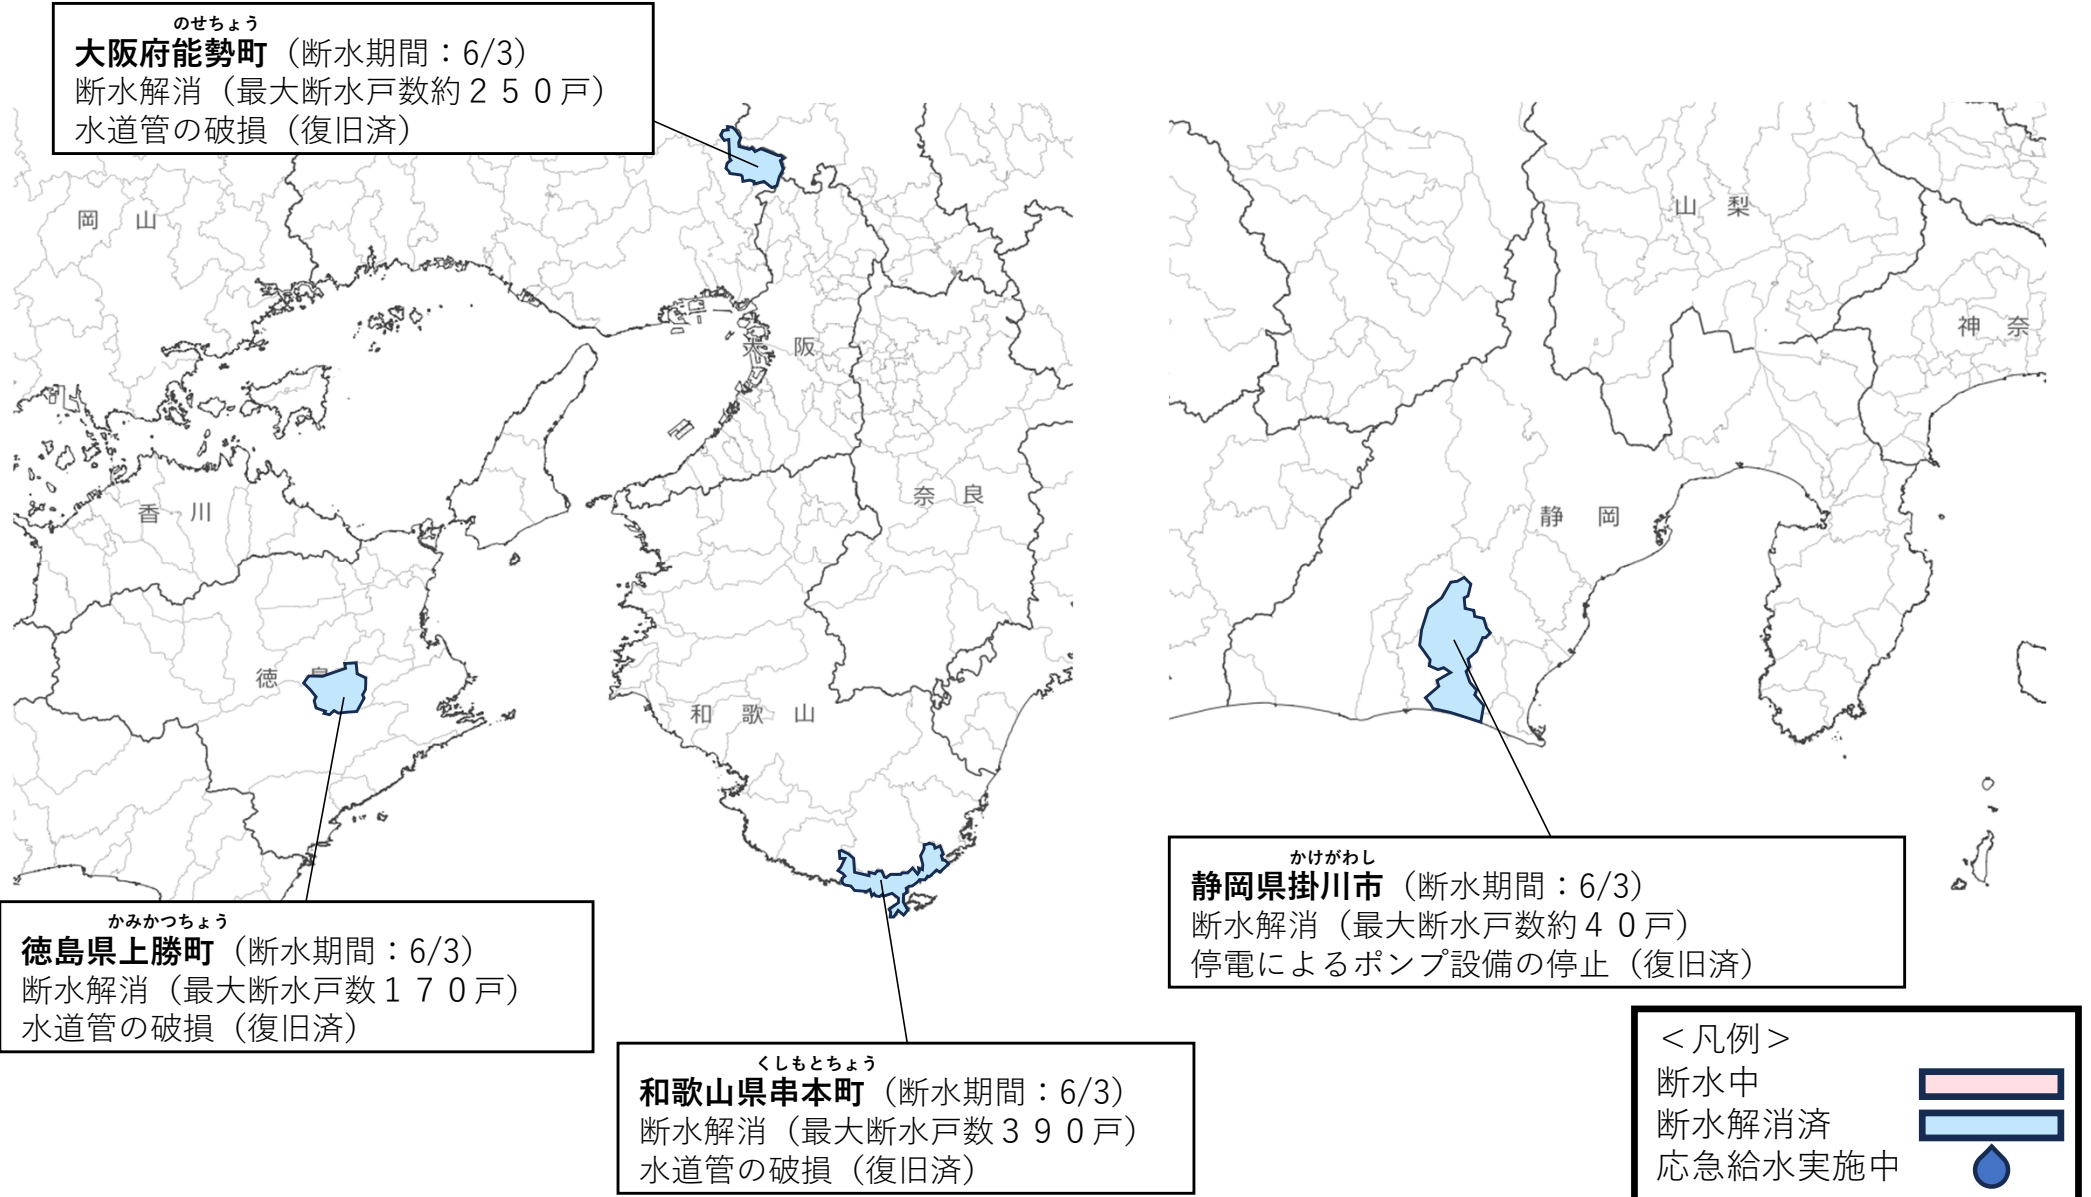 のせちょう
大阪府能勢町（断水期間：6/3）
断水解消（最大断水戸数約２５０戸）
水道管の破損（復旧済）
岡 山
大 阪
香 川
奈 良
徳 島
和 歌 山
山 梨
神 奈
静 岡
かみかつちょう
徳島県上勝町（断水期間：6/3）
断水解消（最大断水戸数１７０戸）
水道管の破損（復旧済）
くしもとちょう
和歌山県串本町（断水期間：6/3）
断水解消（最大断水戸数３９０戸）
水道管の破損（復旧済）
かけがわし
静岡県掛川市（断水期間：6/3）
断水解消（最大断水戸数約４０戸）
停電によるポンプ設備の停止（復旧済）
＜凡例＞
断水中
断水解消済
応急給水実施中